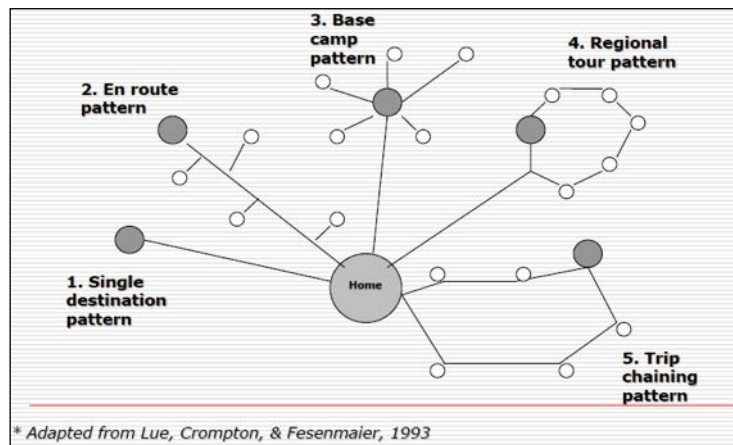 3. Base
camp
pattern
4. Regional
tour pattern
2. En route
pattern
Home
1. Single
destination
pattern
5. Trip
chaining
pattern
* Adapted from Lue, Crompton, & Fesenmaier, 1993